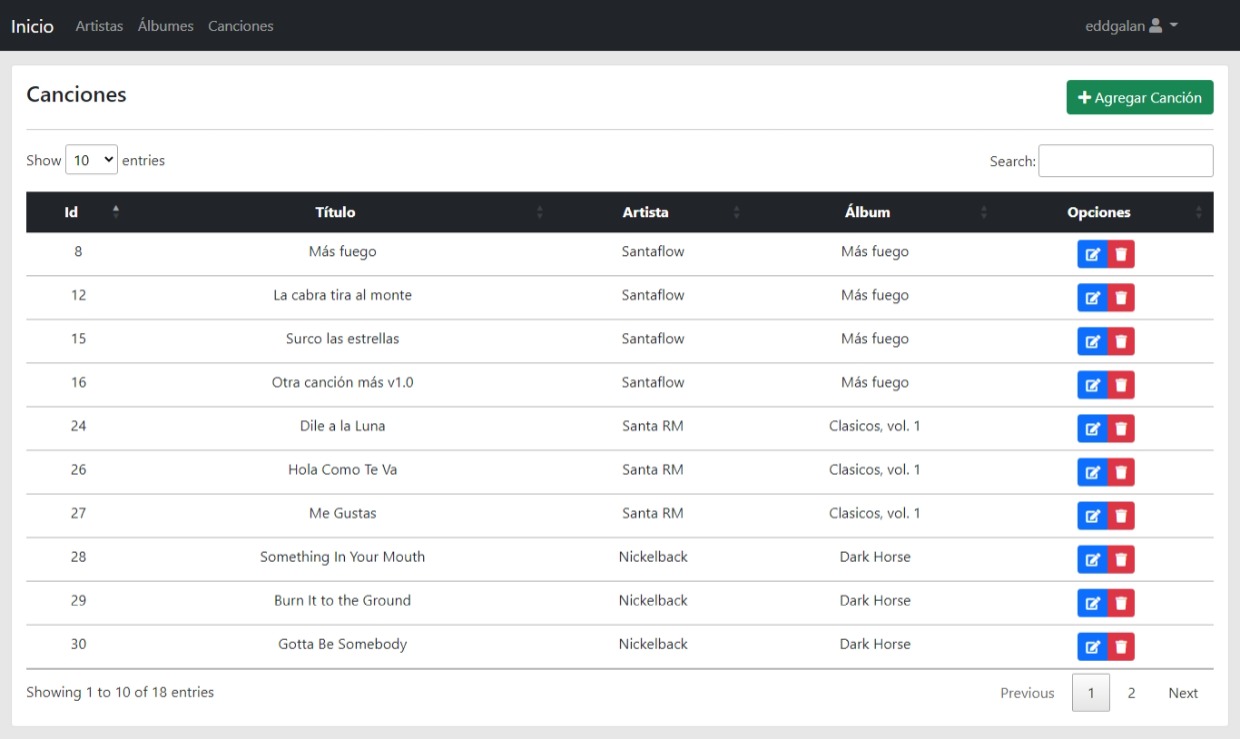 Inicio Artistas Álbumes Canciones eddgalan
Canciones
Agregar Canción
Show 10 entries Search:
Id Título Artista Álbum Opciones
8 Más fuego Santaflow Más fuego
12 La cabra tira al monte Santaflow Más fuego
15 Surco las estrellas Santaflow Más fuego
16 Otra canción más v1.0 Santaflow Más fuego
24 Dile a la Luna Santa RM Clasicos, vol. 1
26 Hola Como Te Va Santa RM Clasicos, vol. 1
27 Me Gustas Santa RM Clasicos, vol. 1
28 Something In Your Mouth Nickelback Dark Horse
29 Burn It to the Ground Nickelback Dark Horse
30 Gotta Be Somebody Nickelback Dark Horse
Showing 1 to 10 of 18 entries Previous 1 2 Next